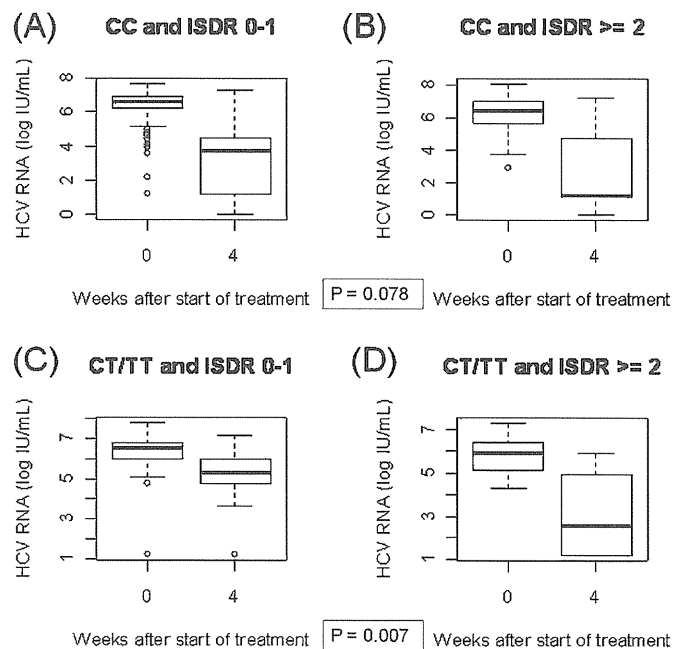 (A) CC and ISDR 0-1
HCV RNA (log IU/mL)
8
6
4
2
0
0 4
Weeks after start of treatment
(B) CC and ISDR >= 2
HCV RNA (log IU/mL)
8
6
4
2
0
0 4
Weeks after start of treatment
P = 0.078
(C) CT/TT and ISDR 0-1
HCV RNA (log IU/mL)
7
5
3
1
0 4
Weeks after start of treatment
(D) CT/TT and ISDR >= 2
HCV RNA (log IU/mL)
7
5
3
1
0 4
Weeks after start of treatment
P = 0.007